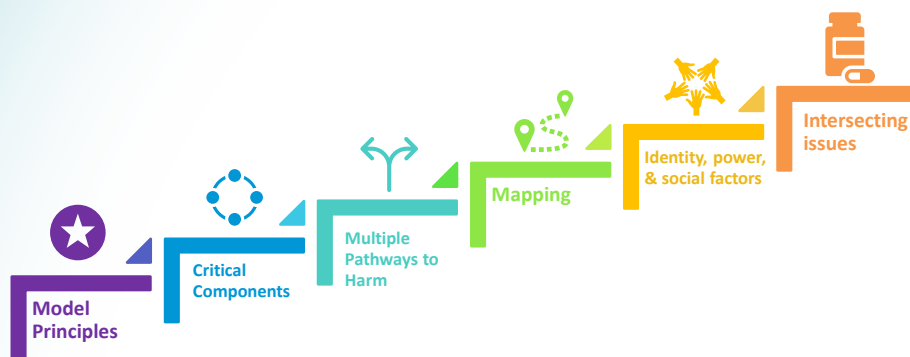 Model
Principles
Critical
Components
Multiple
Pathways to
Harm
Mapping
Identity, power,
& social factors
Intersecting
issues